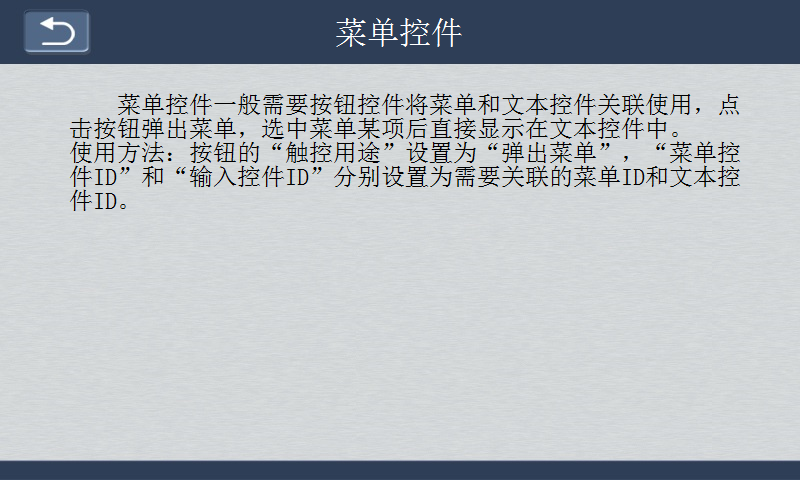 菜单控件
菜单控件一般需要按钮控件将菜单和文本控件关联使用，点
击按钮弹出菜单，选中菜单某项后直接显示在文本控件中。
使用方法：按钮的“触控用途”设置为“弹出菜单”，“菜单控
件ID”和“输入控件ID”分别设置为需要关联的菜单ID和文本控
件ID。